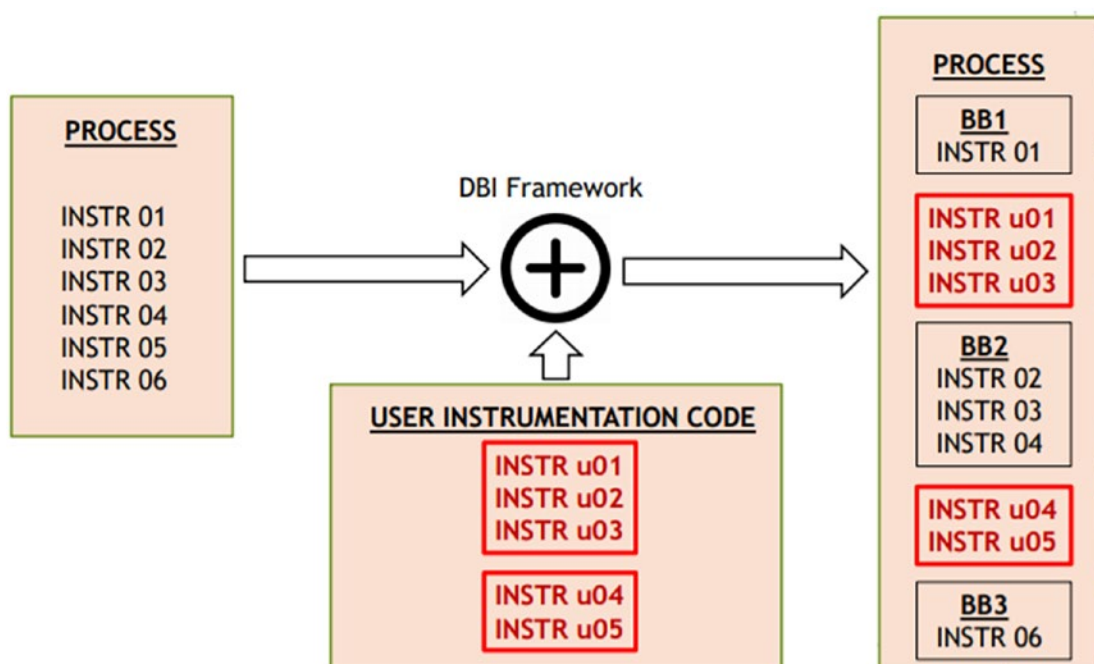 PROCESS
INSTR 01
INSTR 02
INSTR 03
INSTR 04
INSTR 05
INSTR 06
DBI Framework
USER INSTRUMENTATION CODE
INSTR u01
INSTR u02
INSTR u03
INSTR u04
INSTR u05
PROCESS
BB1
INSTR 01
INSTR u01
INSTR u02
INSTR u03
BB2
INSTR 02
INSTR 03
INSTR 04
INSTR u04
INSTR u05
BB3
INSTR 06